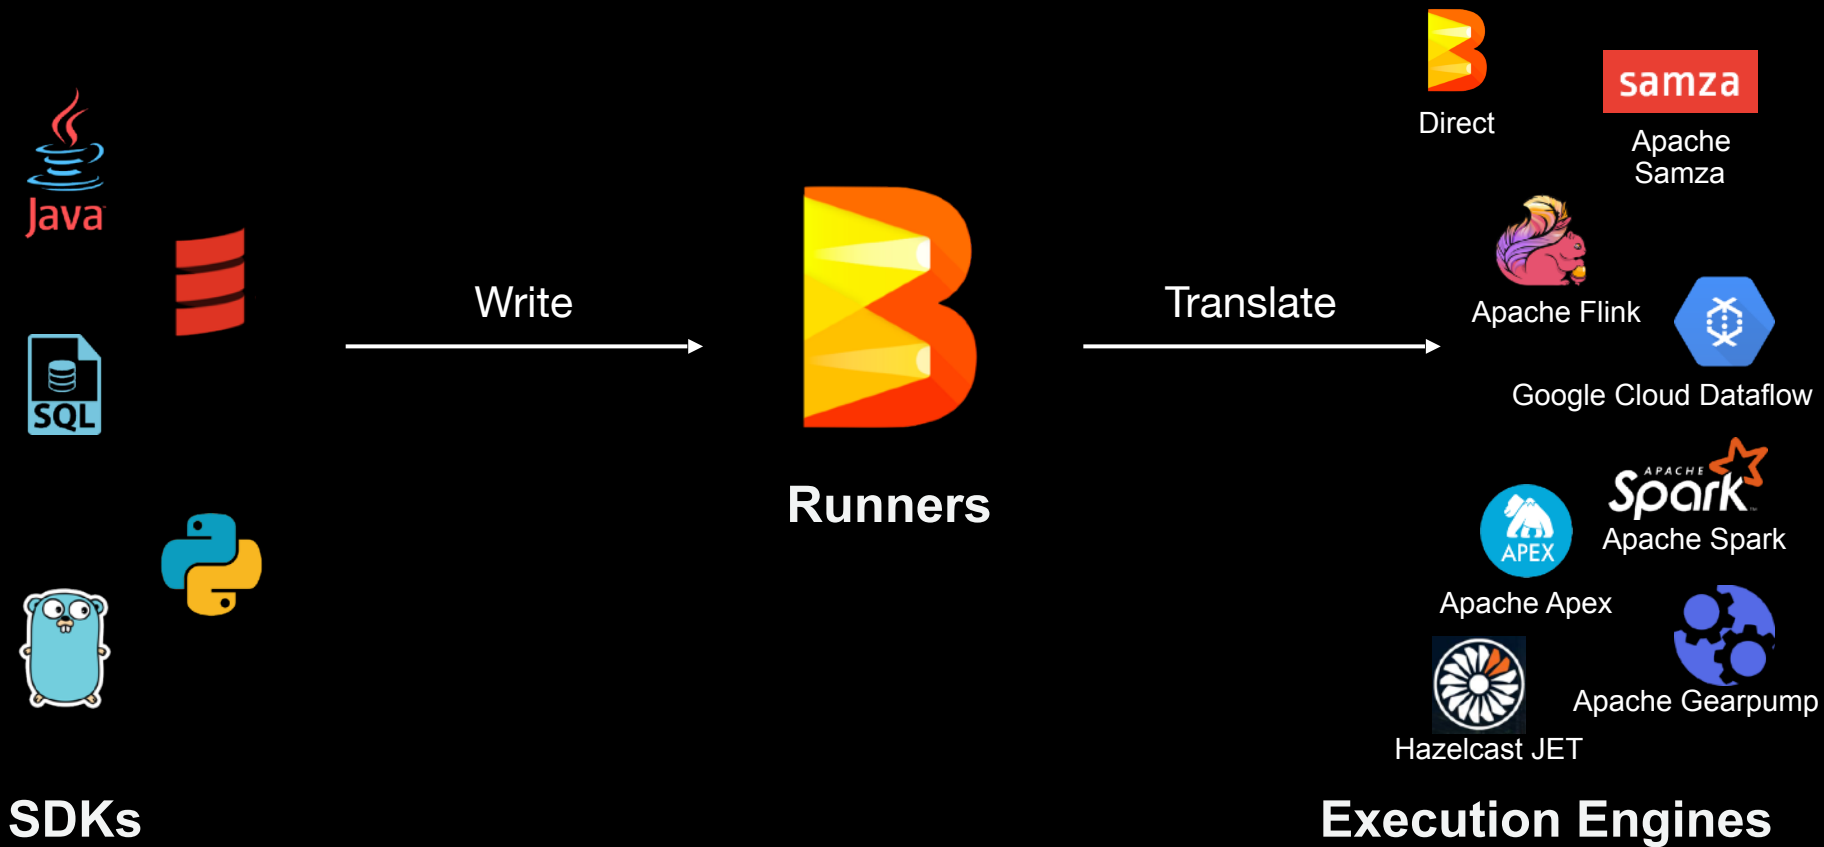 Java
SQL
SDKs
Write
Runners
Translate
Direct
samza
Apache
Samza
Apache Flink
Google Cloud Dataflow
APACHE
Spark
Apache Spark
APEX
Apache Apex
Apache Gearpump
Hazelcast JET
Execution Engines